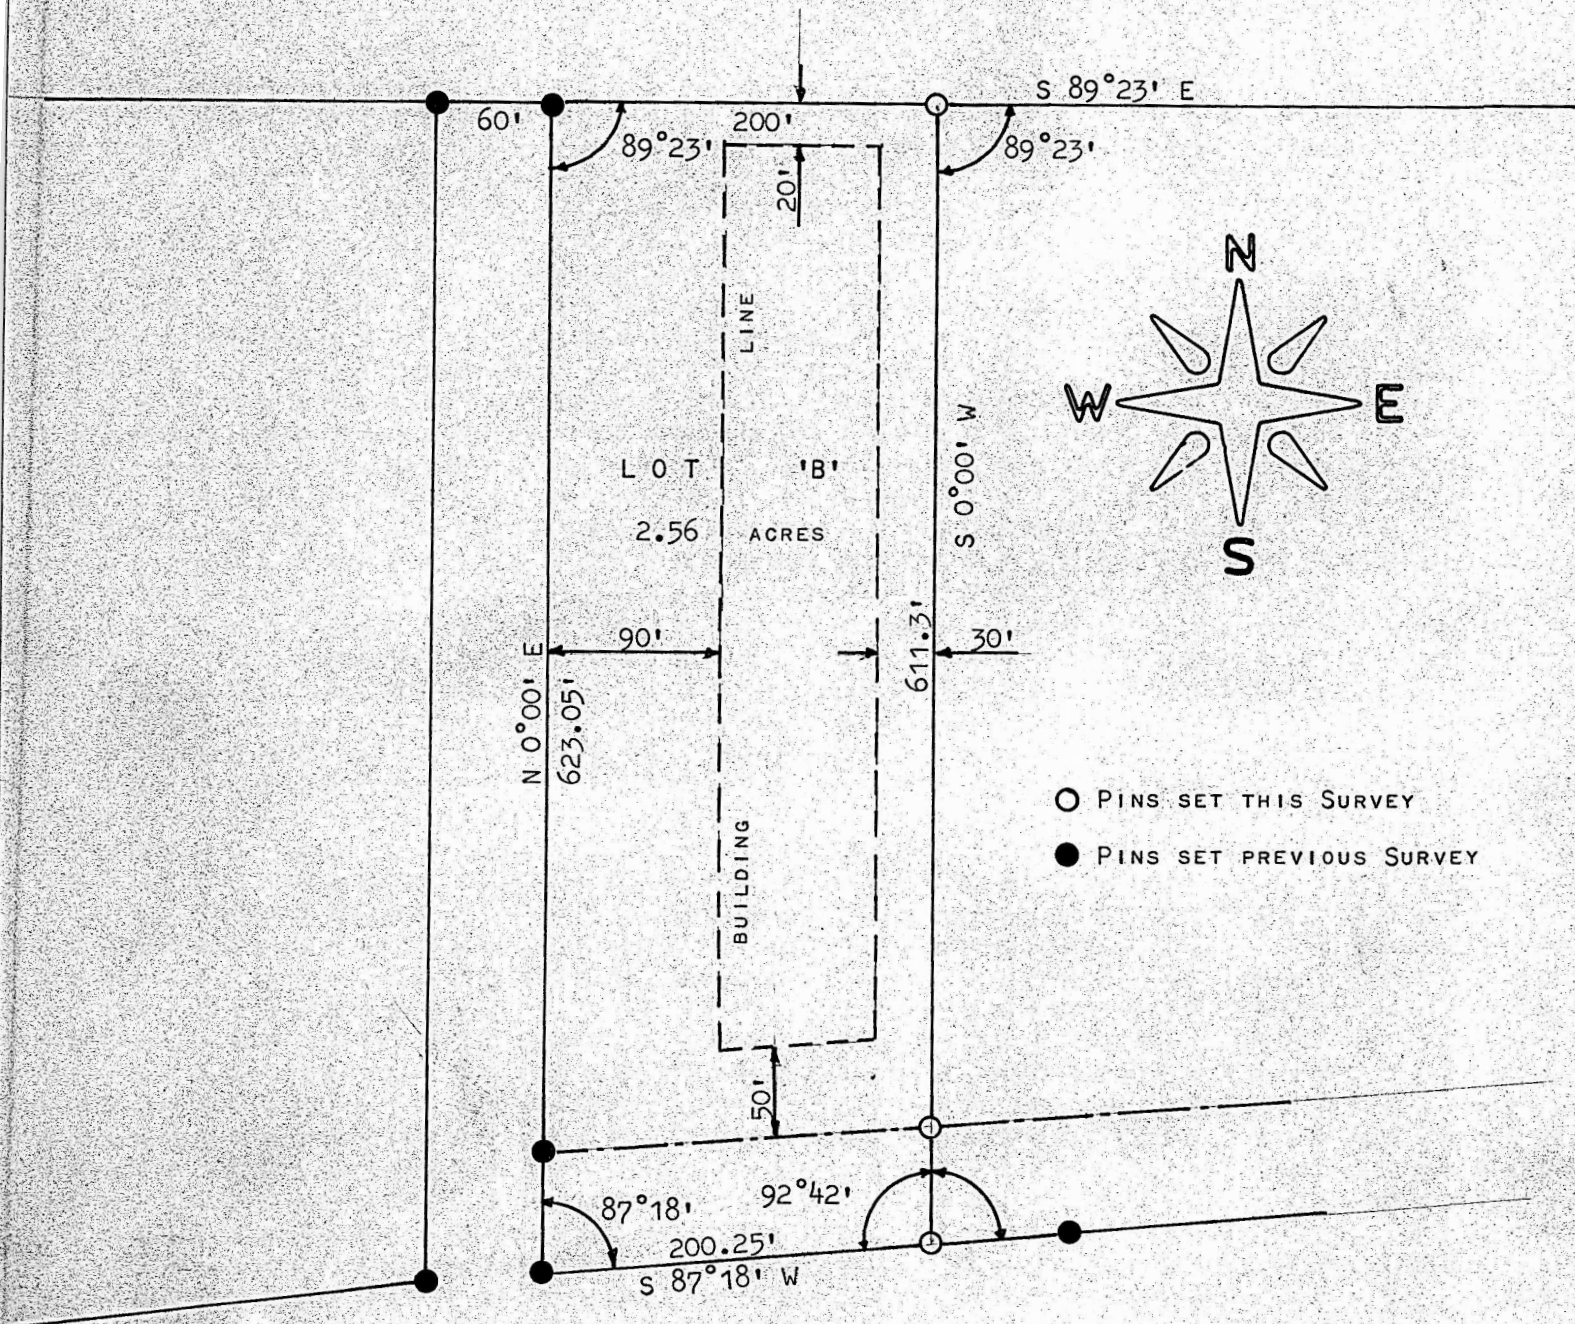 S 89°23' E
60'
200'
89°23'
89°23'
20'
N
LINE
W
E
S 0°00' W
LOT 'B'
2.56 ACRES
S
90'
611.3'
30'
N 0°00' E
623.05'
PINS SET THIS SURVEY
PINS SET PREVIOUS SURVEY
BUILDING
50'
87°18'
92°42'
200.25'
S 87°18' W